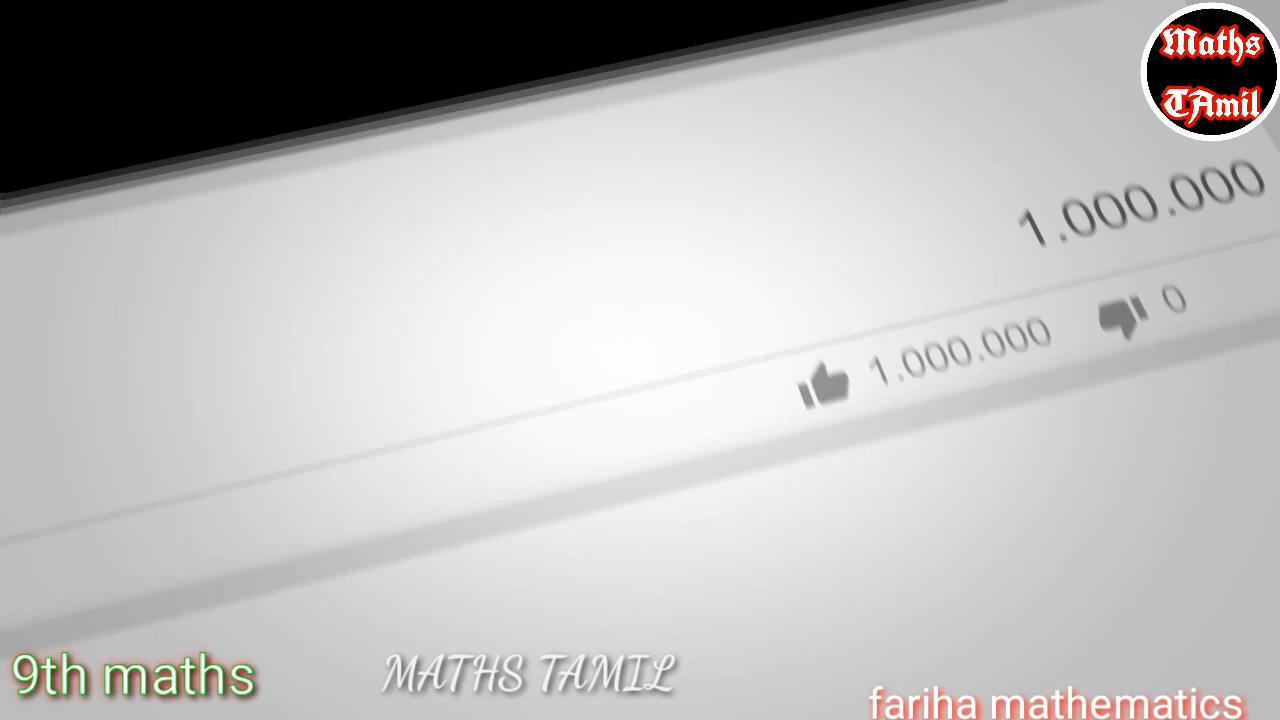 Maths
TAmil
1.000.000
1.000.000 0
9th maths
MATHS TAMIL
fariha mathematics